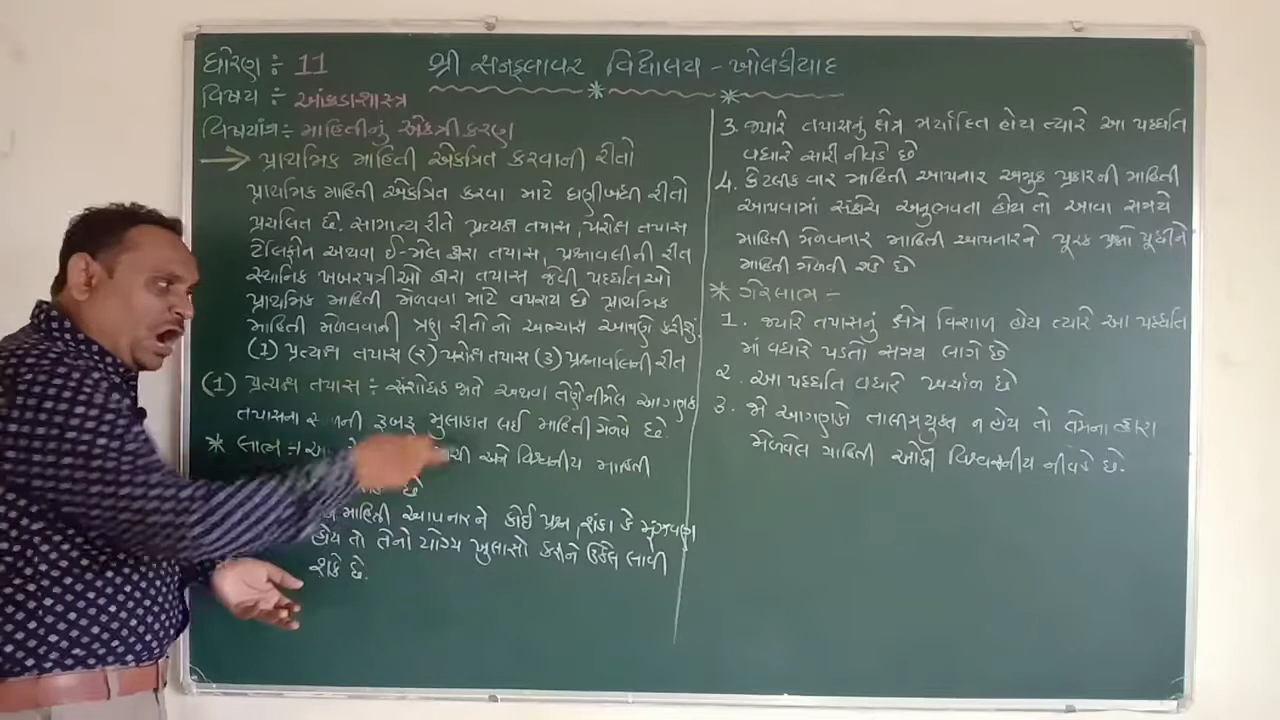 ધોરણ ÷ 11
શ્રી સનફ્લાવર વિદ્યાલય - ખોલડીયાદ
વિષય ÷ આંકડાશાસ્ત્ર
વિષયાંગ ÷ માહિતીનું એકત્રીકરણ
→ પ્રાથમિક માહિતી એકત્રિત કરવાની રીતો
પ્રાથમિક માહિતી એકત્રિત કરવા માટે ઘણીબધી રીતો
પ્રચલિત છે. સામાન્ય રીતે પ્રત્યક્ષ તપાસ, પરોક્ષ તપાસ
ટેલિફોન અથવા ઈ-મેલ દ્વારા તપાસ, પ્રશ્નાવલીની રીત
સ્થાનિક ખબરપત્રીઓ દ્વારા તપાસ જેવી પદ્ધતિઓ
પ્રાથમિક માહિતી મેળવવા માટે વપરાય છે પ્રાથમિક
માહિતી મેળવવાની ત્રણ રીતોનો અભ્યાસ આપણે કરીશું.
(1) પ્રત્યક્ષ તપાસ (૨) પરોક્ષ તપાસ (3) પ્રશ્નાવલિની રીત
(1) પ્રત્યક્ષ તપાસ ÷ સંશોધક જાતે અથવા તેણે નીમેલ આગણક
તપાસના ની રૂબરૂ મુલાકાત લઈ માહિતી મેળવે છે.
* લાભ ÷ અને વિશ્વનીય માહિતી
છે
માહિતી આપનારને કોઈ પ્રશ્ન, શંકા કે મૂંઝવણ
હોય તો તેનો યોગ્ય ખુલાસો કરીને ઉકેલ લાવી
શકે છે.
3. જ્યારે તપાસનું ક્ષેત્ર મર્યાદિત હોય ત્યારે આ પદ્ધતિ
વધારે સારી નીવડે છે
4. કેટલીક વાર માહિતી આપનાર અમુક પ્રકારની માહિતી
આપવામાં સંકોચ અનુભવતા હોય તો આવા સમયે
માહિતી મેળવનાર માહિતી આપનારને પૂરક પ્રશ્નો પૂછીને
માહિતી મેળવી શકે છે
* ગેરલાભ -
1. જ્યારે તપાસનું ક્ષેત્ર વિશાળ હોય ત્યારે આ પદ્ધતિ
માં વધારે પડતો સમય લાગે છે
૨. આ પદ્ધતિ વધારે ખર્ચાળ છે
3. જો આગણકો તાલીમયુક્ત ન હોય તો તેમના દ્વારા
મેળવેલ માહિતી ઓછી વિશ્વસનીય નીવડે છે.